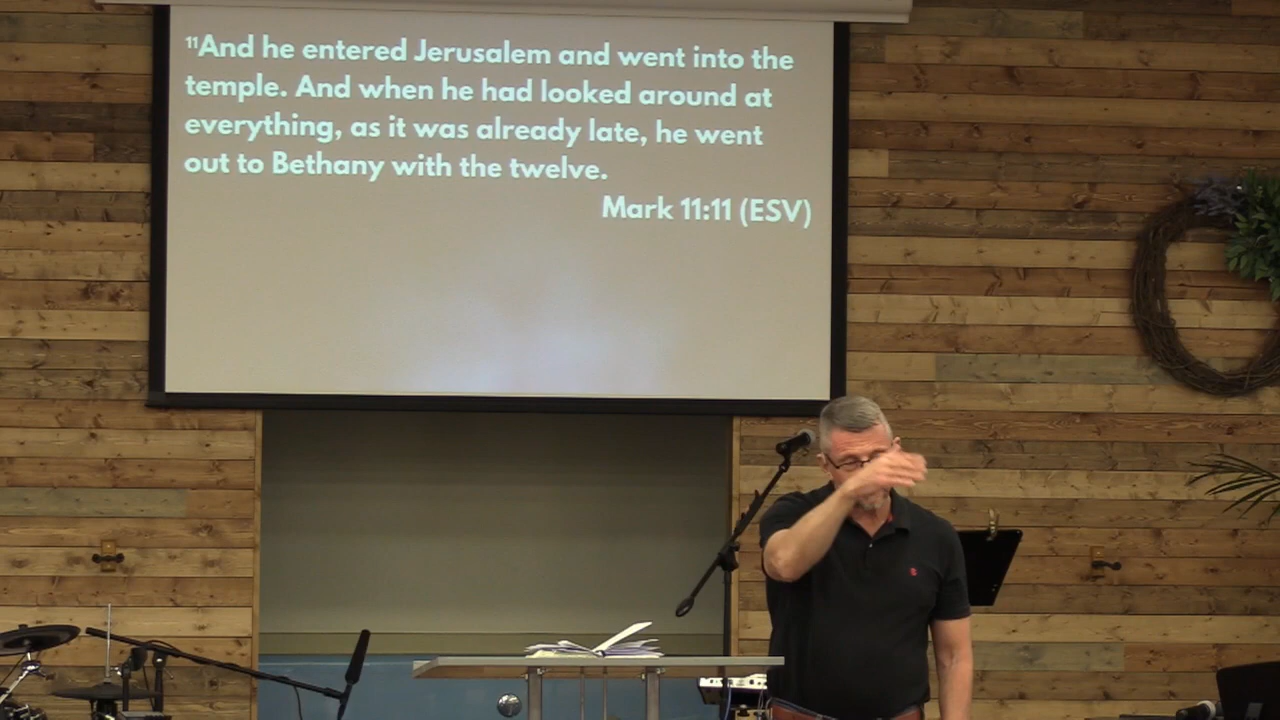 ¹¹And he entered Jerusalem and went into the
temple. And when he had looked around at
everything, as it was already late, he went
out to Bethany with the twelve.
Mark 11:11 (ESV)